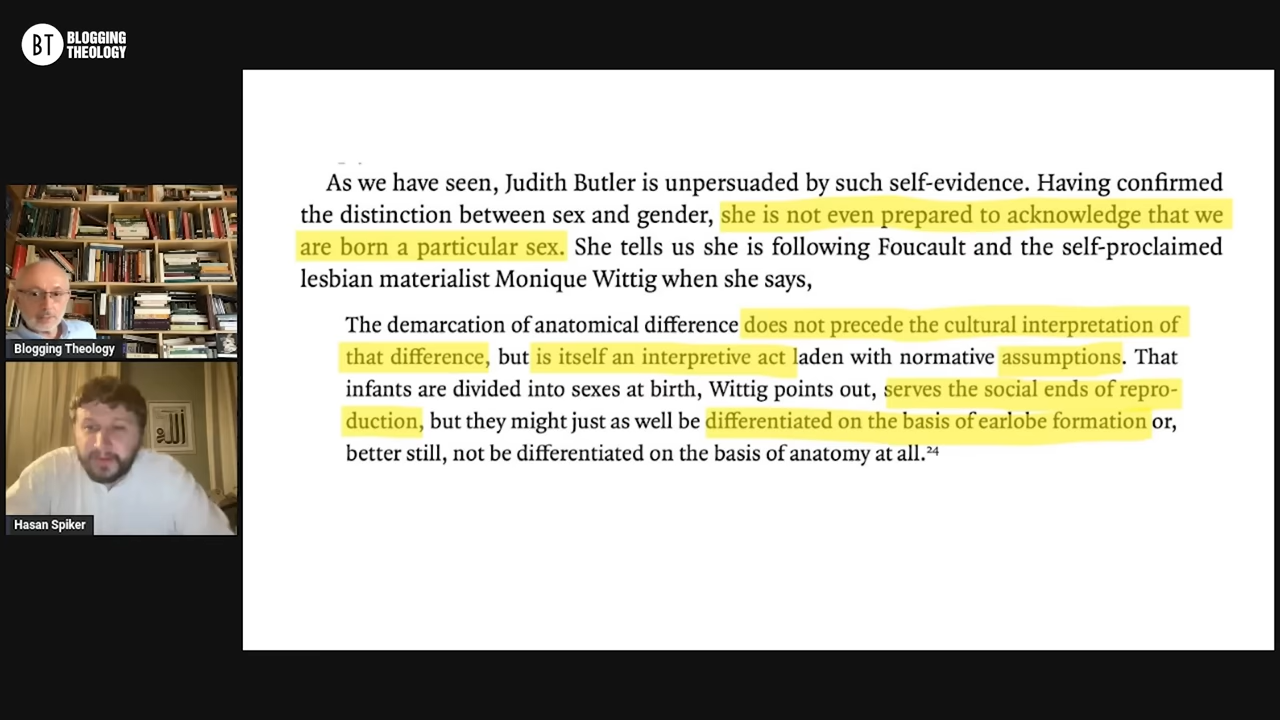 BT BLOGGING
THEOLOGY
As we have seen, Judith Butler is unpersuaded by such self-evidence. Having confirmed
the distinction between sex and gender, she is not even prepared to acknowledge that we
are born a particular sex. She tells us she is following Foucault and the self-proclaimed
lesbian materialist Monique Wittig when she says,
The demarcation of anatomical difference does not precede the cultural interpretation of
that difference, but is itself an interpretive act laden with normative assumptions. That
infants are divided into sexes at birth, Wittig points out, serves the social ends of repro-
duction, but they might just as well be differentiated on the basis of earlobe formation or,
better still, not be differentiated on the basis of anatomy at all.²⁴
Blogging Theology
الله
Hasan Spiker